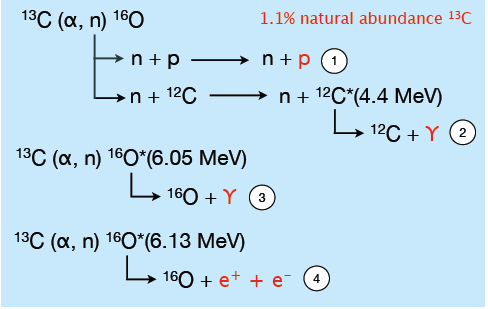 ¹³C (α, n) ¹⁶O 1.1% natural abundance ¹³C
n + p n + p 1
n + ¹²C n + ¹²C*(4.4 MeV)
¹²C + γ 2
¹³C (α, n) ¹⁶O*(6.05 MeV)
¹⁶O + γ 3
¹³C (α, n) ¹⁶O*(6.13 MeV)
¹⁶O + e⁺ + e⁻ 4